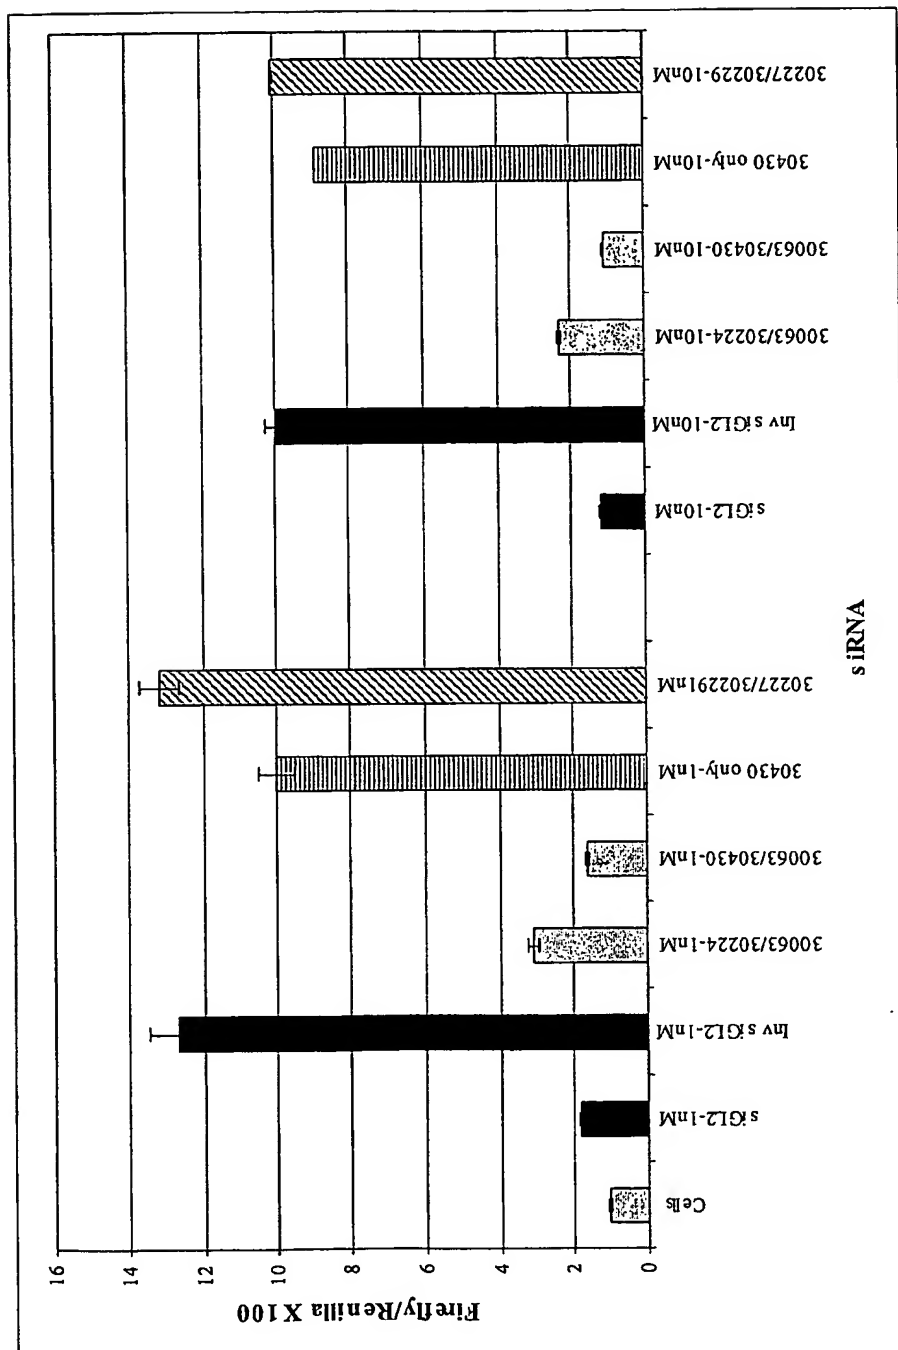 Firefly/Renilla X 100
16
14
12
10
8
6
4
2
0
Cells
siGL2-1nM
Inv siGL2-1nM
30063/30224-1nM
30063/30430-1nM
30430 only-1nM
30227/302291nM
siGL2-10nM
Inv siGL2-10nM
30063/30224-10nM
30063/30430-10nM
30430 only-10nM
30227/30229-10nM
siRNA